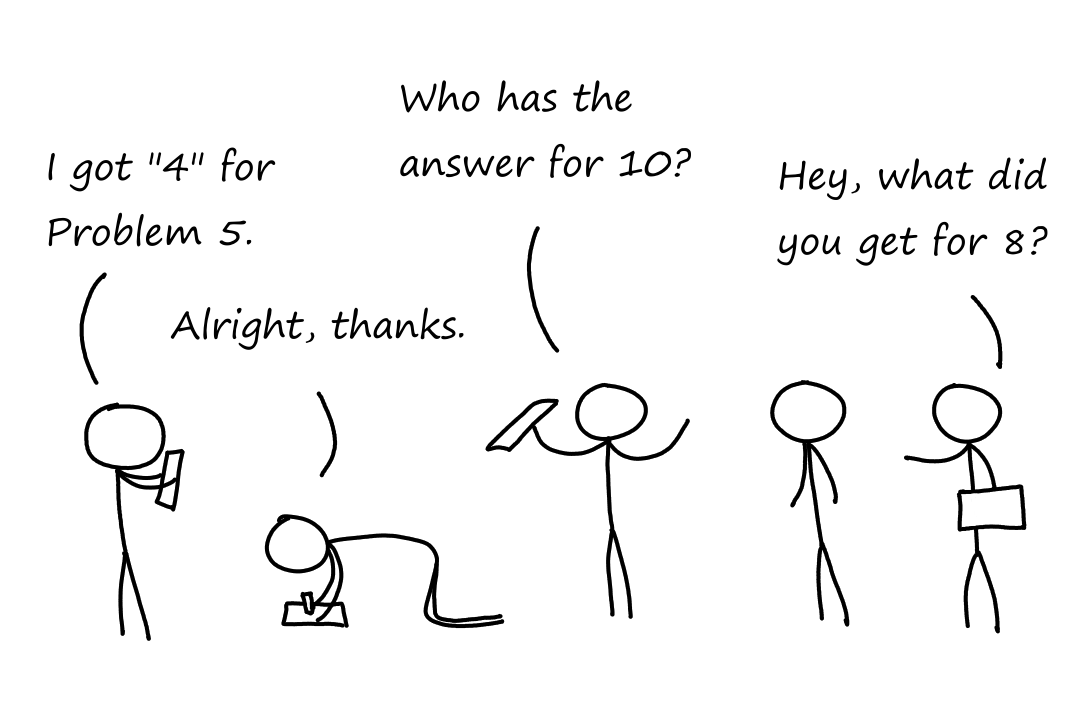 I got "4" for
Problem 5.
Alright, thanks.
Who has the
answer for 10?
Hey, what did
you get for 8?